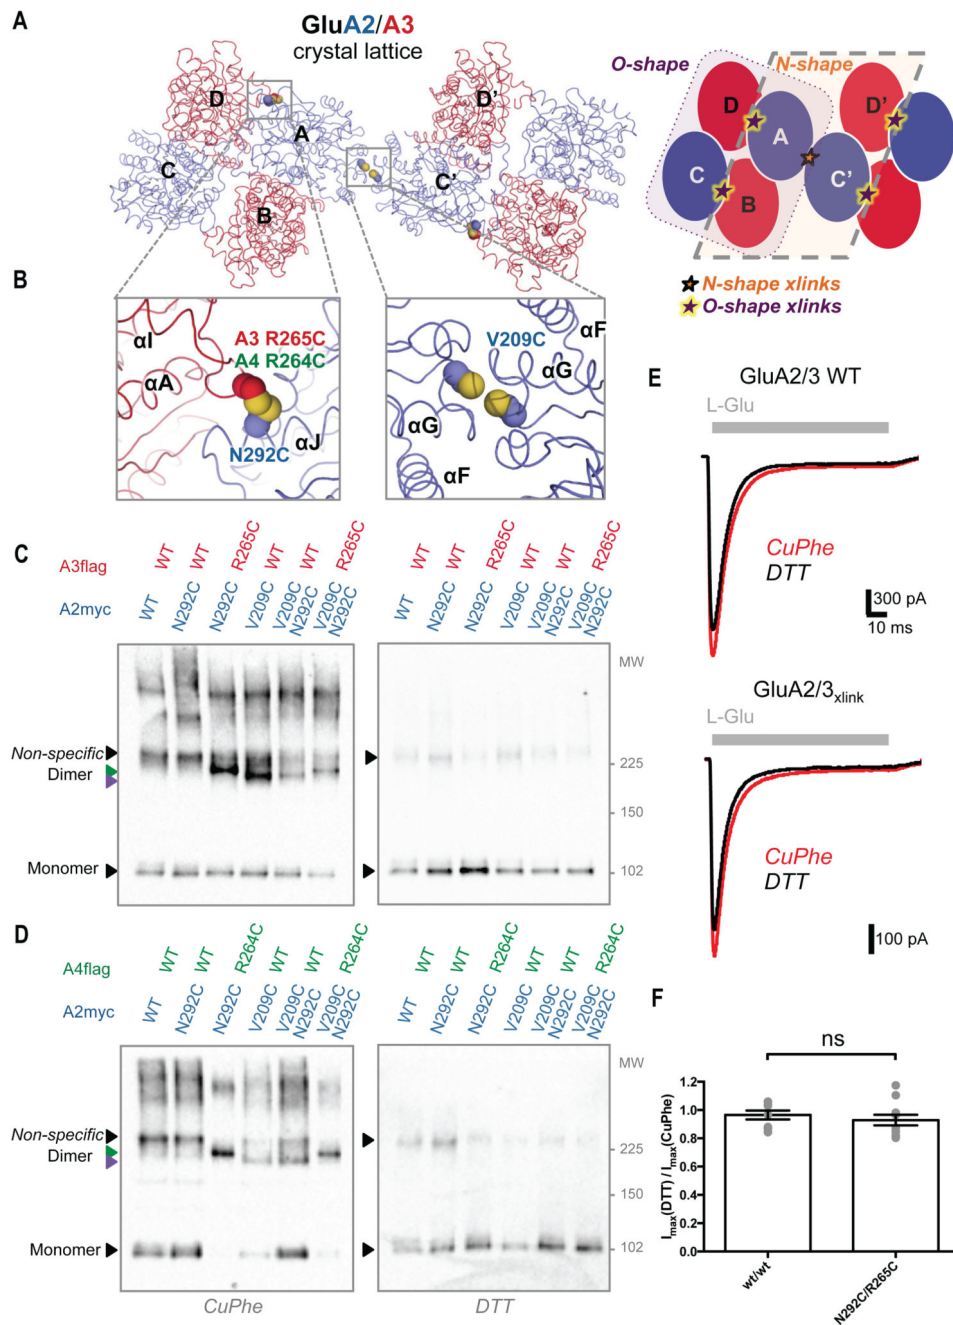 A
GluA2/A3
crystal lattice
D
A
C
B
D'
C'
O-shape
N-shape
D
A
D'
C
B
C'
N-shape xlinks
O-shape xlinks
B
αI
αA
A3 R265C
A4 R264C
N292C
αJ
V209C
αF
αG
αG
αF
E
GluA2/3 WT
L-Glu
CuPhe
DTT
300 pA
10 ms
GluA2/3xlink
L-Glu
CuPhe
DTT
100 pA
C
A3flag
WT
WT
R265C
WT
WT
R265C
WT
WT
R265C
WT
WT
R265C
A2myc
WT
N292C
N292C
V209C
V209C
N292C
V209C
N292C
WT
N292C
N292C
V209C
V209C
N292C
V209C
N292C
MW
Non-specific
Dimer
Monomer
225
150
102
D
A4flag
WT
WT
R264C
WT
WT
R264C
WT
WT
R264C
WT
WT
R264C
A2myc
WT
N292C
N292C
V209C
V209C
N292C
V209C
N292C
WT
N292C
N292C
V209C
V209C
N292C
V209C
N292C
MW
Non-specific
Dimer
Monomer
225
150
102
CuPhe
DTT
F
ns
Imax(DTT) / Imax(CuPhe)
1.2
1.0
0.8
0.6
0.4
0.2
0.0
wt/wt
N292C/R265C